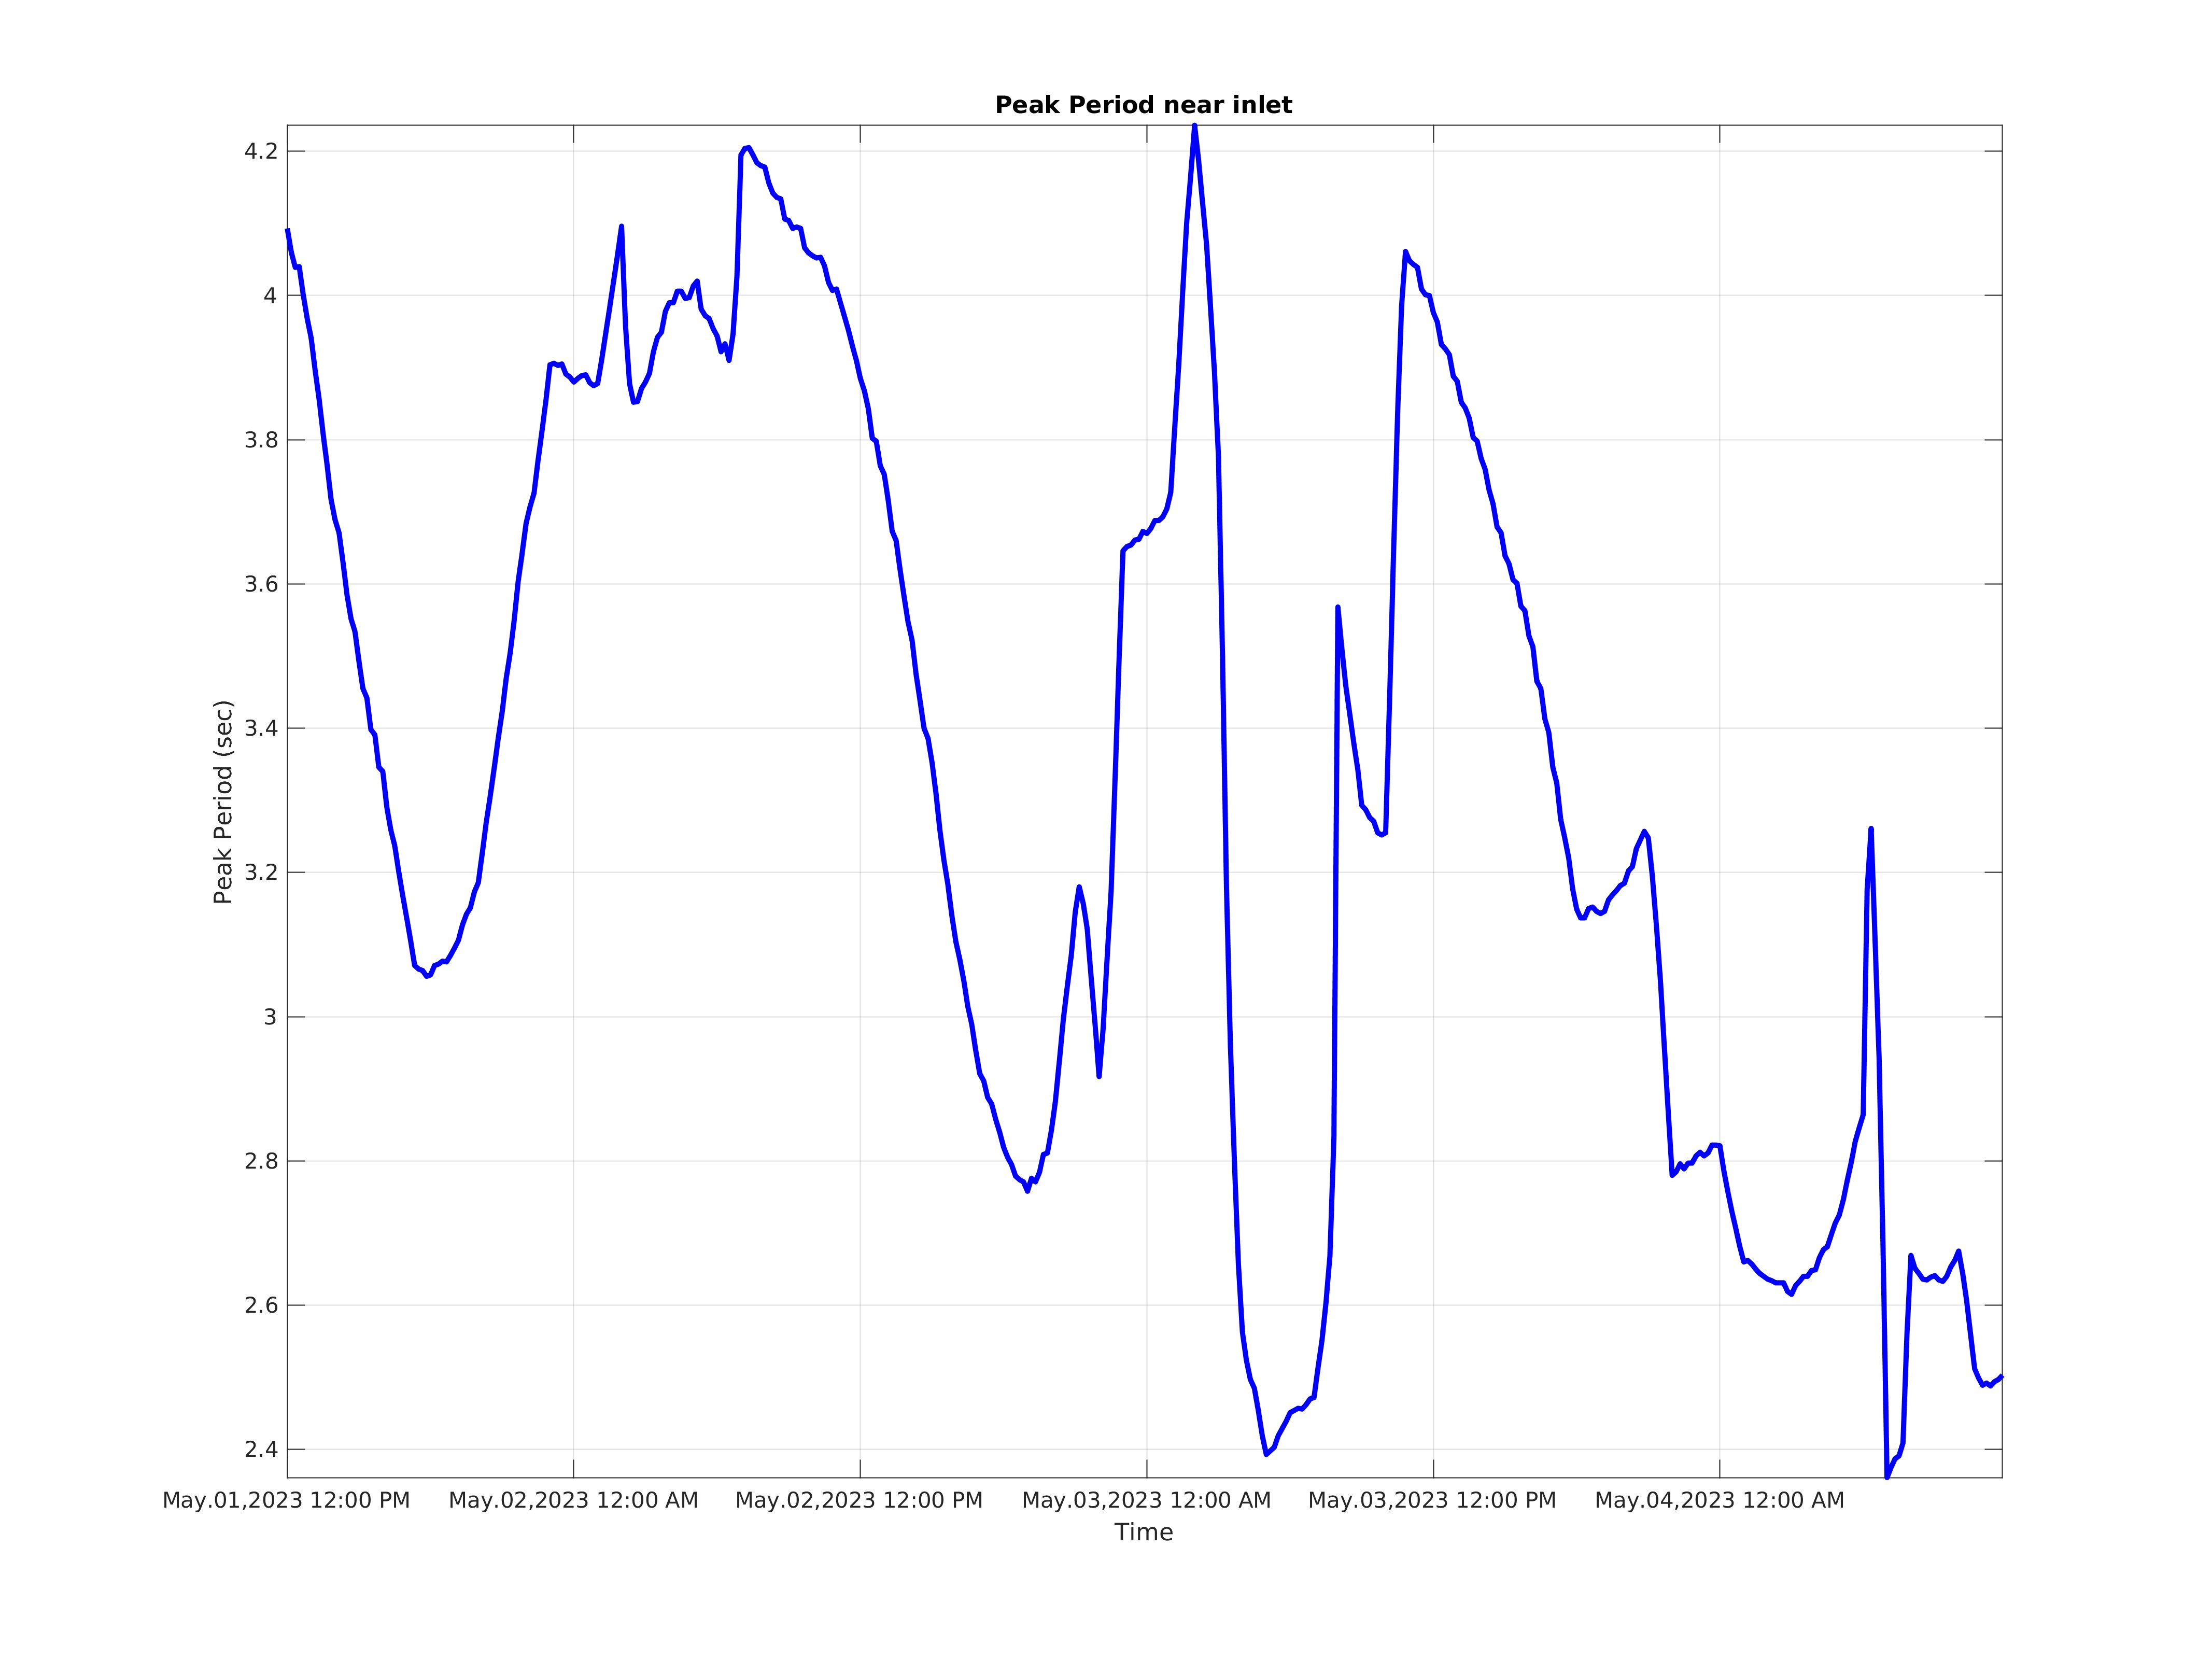 Peak Period near inlet
Peak Period (sec)
4.2
4
3.8
3.6
3.4
3.2
3
2.8
2.6
2.4
May.01,2023 12:00 PM
May.02,2023 12:00 AM
May.02,2023 12:00 PM
May.03,2023 12:00 AM
May.03,2023 12:00 PM
May.04,2023 12:00 AM
Time